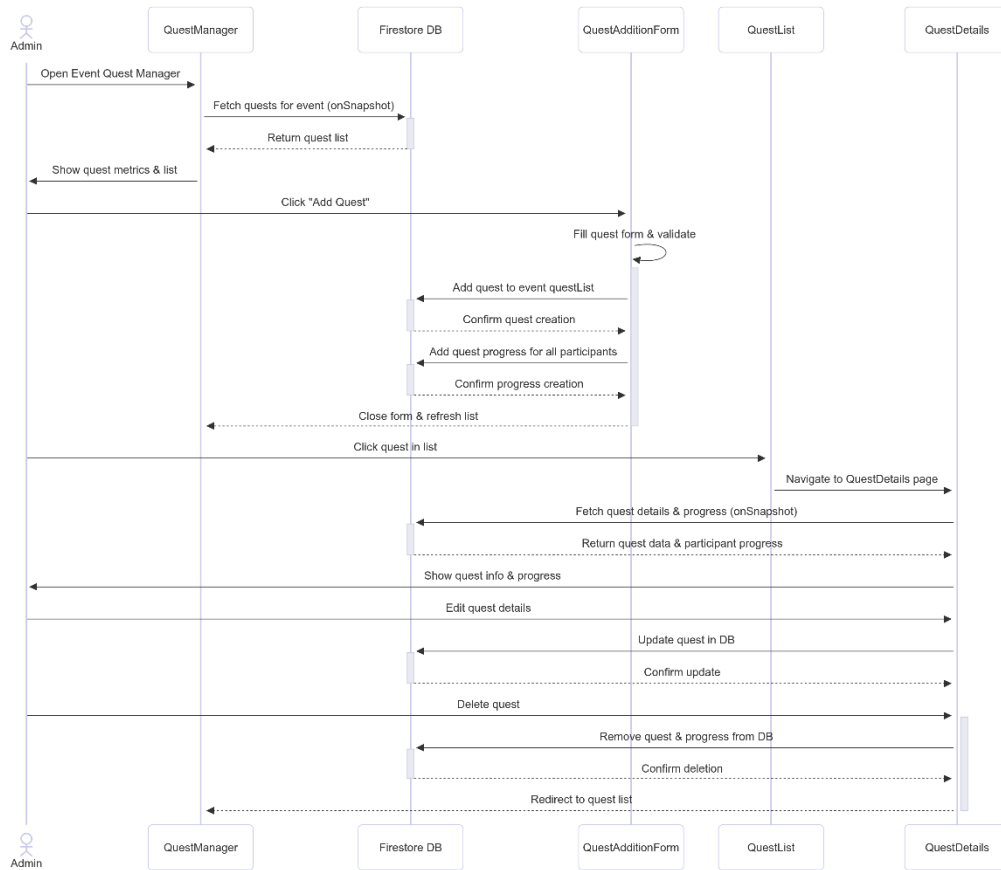 QuestManager
Firestore DB
QuestAdditionForm
QuestList
QuestDetails
Admin
Open Event Quest Manager
Fetch quests for event (onSnapshot)
Return quest list
Show quest metrics & list
Click "Add Quest"
Fill quest form & validate
Add quest to event questList
Confirm quest creation
Add quest progress for all participants
Confirm progress creation
Close form & refresh list
Click quest in list
Navigate to QuestDetails page
Fetch quest details & progress (onSnapshot)
Return quest data & participant progress
Show quest info & progress
Edit quest details
Update quest in DB
Confirm update
Delete quest
Remove quest & progress from DB
Confirm deletion
Redirect to quest list
QuestManager
Firestore DB
QuestAdditionForm
QuestList
QuestDetails
Admin